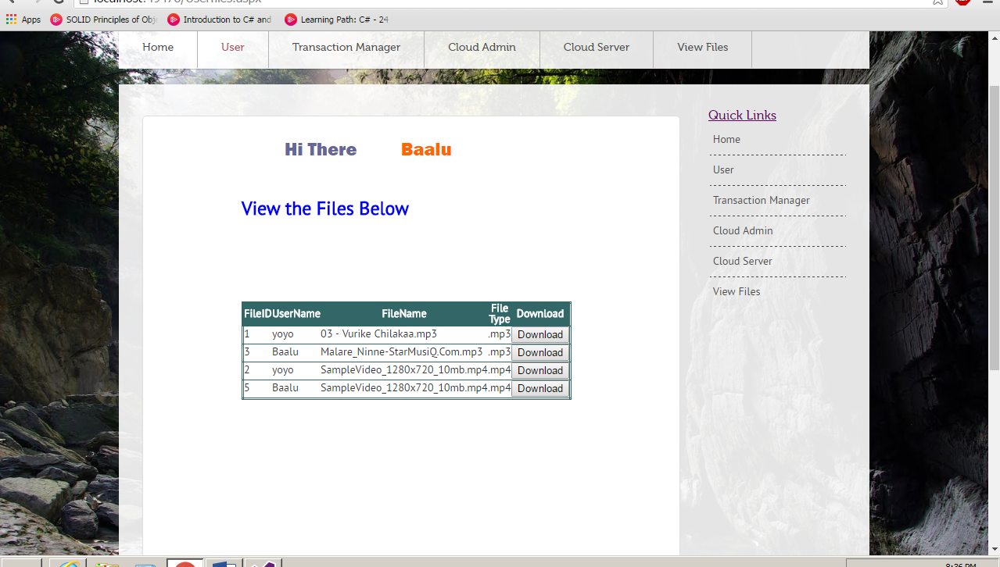 Apps SOLID Principles of Obj Introduction to C# and Learning Path: C# - 24
Home User Transaction Manager Cloud Admin Cloud Server View Files
Hi There Baalu
View the Files Below
FileID UserName FileName File Type Download
1 yoyo 03 - Vurike Chilakaa.mp3 .mp3 Download
3 Baalu Malare_Ninne-StarMusiQ.Com.mp3 .mp3 Download
2 yoyo SampleVideo_1280x720_10mb.mp4 .mp4 Download
5 Baalu SampleVideo_1280x720_10mb.mp4 .mp4 Download
Quick Links
Home
User
Transaction Manager
Cloud Admin
Cloud Server
View Files
8:36 PM